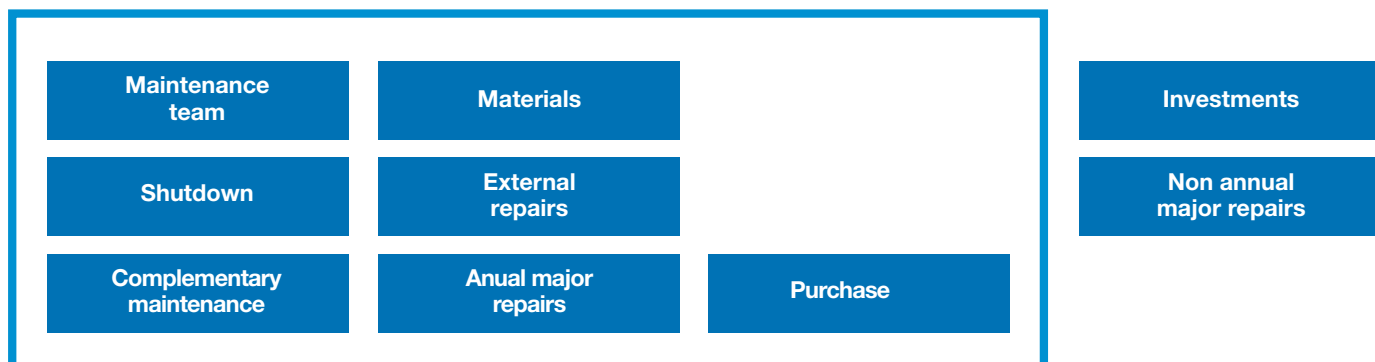 Maintenance
team
Materials
Investments
Shutdown
External
repairs
Non annual
major repairs
Complementary
maintenance
Anual major
repairs
Purchase